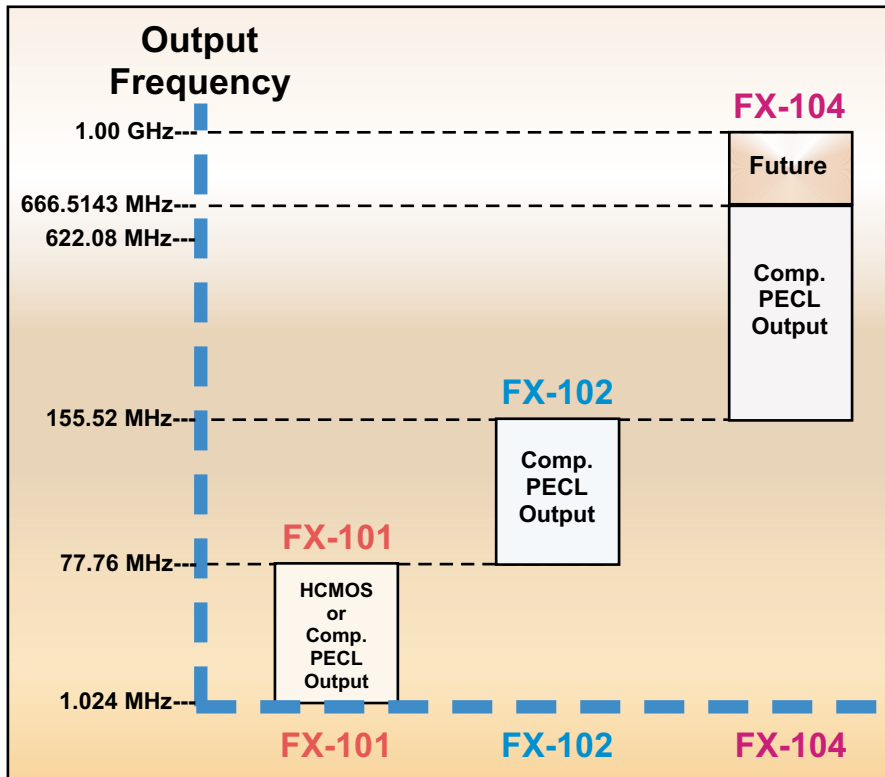 Output
Frequency
FX-104
1.00 GHz---
Future
666.5143 MHz---
622.08 MHz---
Comp.
PECL
Output
FX-102
155.52 MHz---
Comp.
PECL
Output
FX-101
77.76 MHz---
HCMOS
or
Comp.
PECL
Output
1.024 MHz---
FX-101
FX-102
FX-104